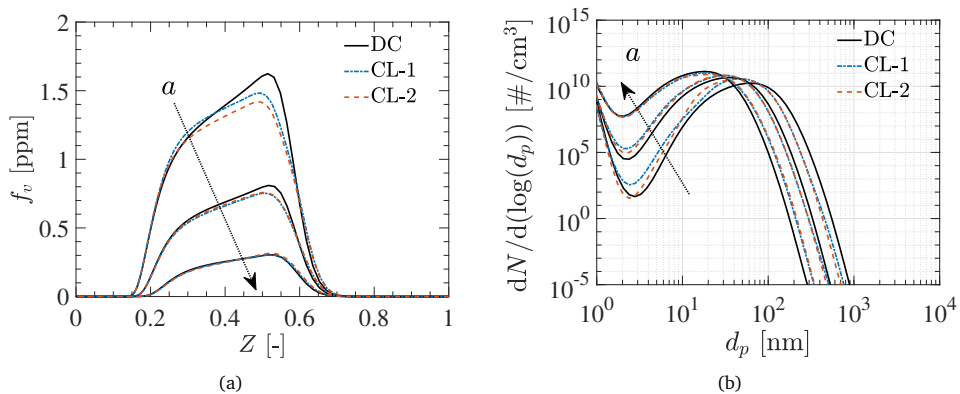 2
1.5
1
0.5
0
0 0.2 0.4 0.6 0.8 1
f_v [ppm]
Z [-]
a
DC
CL-1
CL-2
(a)
10^15
10^10
10^5
10^0
10^-5
10^0 10^1 10^2 10^3 10^4
dN/d(log(d_p)) [#/cm^3]
d_p [nm]
a
DC
CL-1
CL-2
(b)